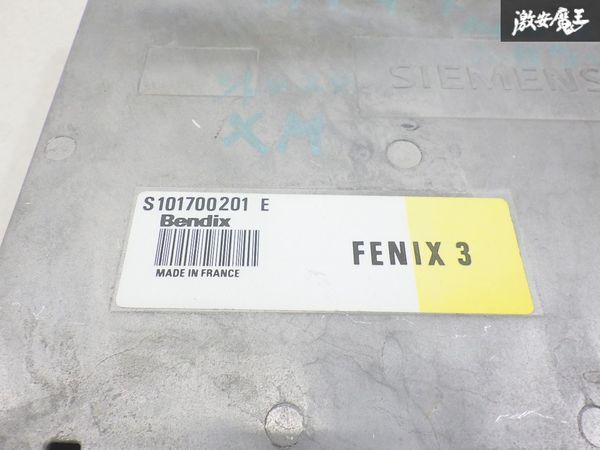 激安魔王
SIEMENS
XM
S101700201 E
Bendix
FENIX 3
MADE IN FRANCE